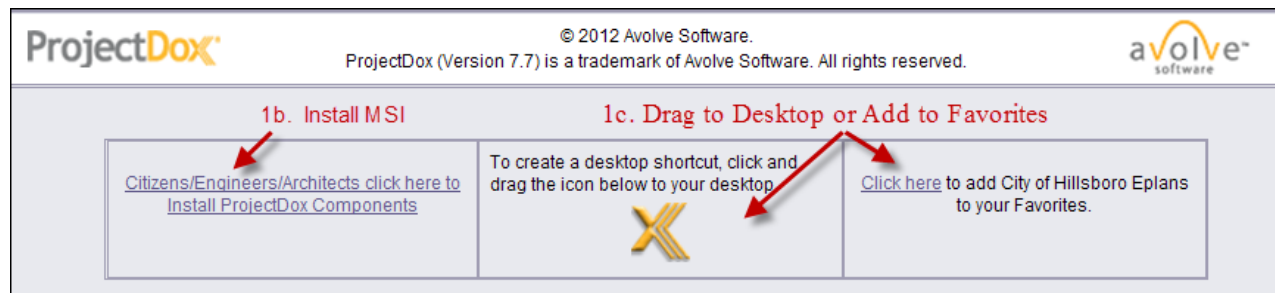 ProjectDox
© 2012 Avolve Software.
ProjectDox (Version 7.7) is a trademark of Avolve Software. All rights reserved.
avolve
software
1b. Install MSI
1c. Drag to Desktop or Add to Favorites
Citizens/Engineers/Architects click here to
Install ProjectDox Components
To create a desktop shortcut, click and
drag the icon below to your desktop
Click here to add City of Hillsboro Eplans
to your Favorites.